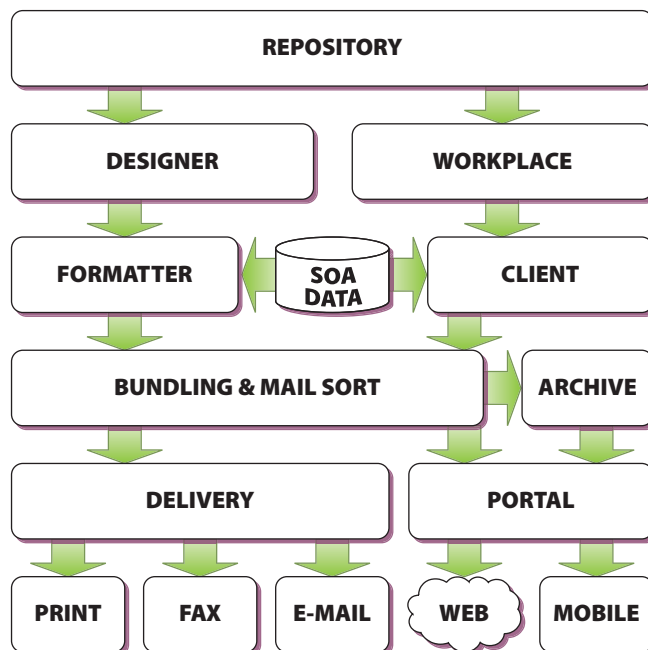 REPOSITORY
DESIGNER
WORKPLACE
FORMATTER
SOA
DATA
CLIENT
BUNDLING & MAIL SORT
ARCHIVE
DELIVERY
PORTAL
PRINT
FAX
E-MAIL
WEB
MOBILE